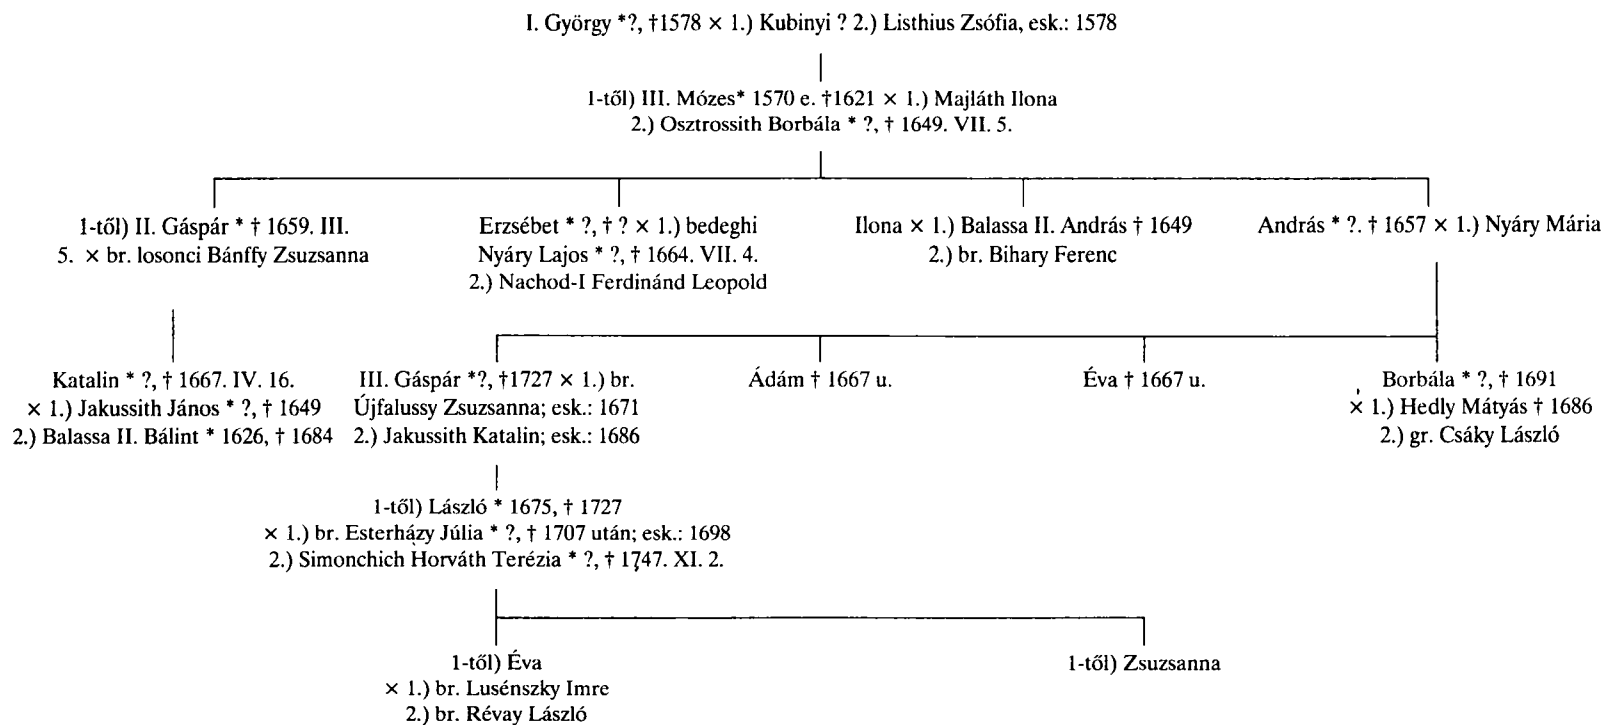 I. György *?, †1578 × 1.) Kubinyi ? 2.) Listhius Zsófia, esk.: 1578
1-től) III. Mózes* 1570 e. †1621 × 1.) Majláth Ilona
2.) Osztrossith Borbála * ?, † 1649. VII. 5.
1-től) II. Gáspár * † 1659. III.
5. × br. losonci Bánffy Zsuzsanna
Erzsébet * ?, † ? × 1.) bedeghi
Nyáry Lajos * ?, † 1664. VII. 4.
2.) Nachod-I Ferdinánd Leopold
Ilona × 1.) Balassa II. András † 1649
2.) br. Bihary Ferenc
András * ?. † 1657 × 1.) Nyáry Mária
Katalin * ?, † 1667. IV. 16.
× 1.) Jakussith János * ?, † 1649
2.) Balassa II. Bálint * 1626, † 1684
III. Gáspár *?, †1727 × 1.) br.
Újfalussy Zsuzsanna; esk.: 1671
2.) Jakussith Katalin; esk.: 1686
Ádám † 1667 u.
Éva † 1667 u.
Borbála * ?, † 1691
× 1.) Hedly Mátyás † 1686
2.) gr. Csáky László
1-től) László * 1675, † 1727
× 1.) br. Esterházy Júlia * ?, † 1707 után; esk.: 1698
2.) Simonchich Horváth Terézia * ?, † 1747. XI. 2.
1-től) Éva
× 1.) br. Lusénszky Imre
2.) br. Révay László
1-től) Zsuzsanna